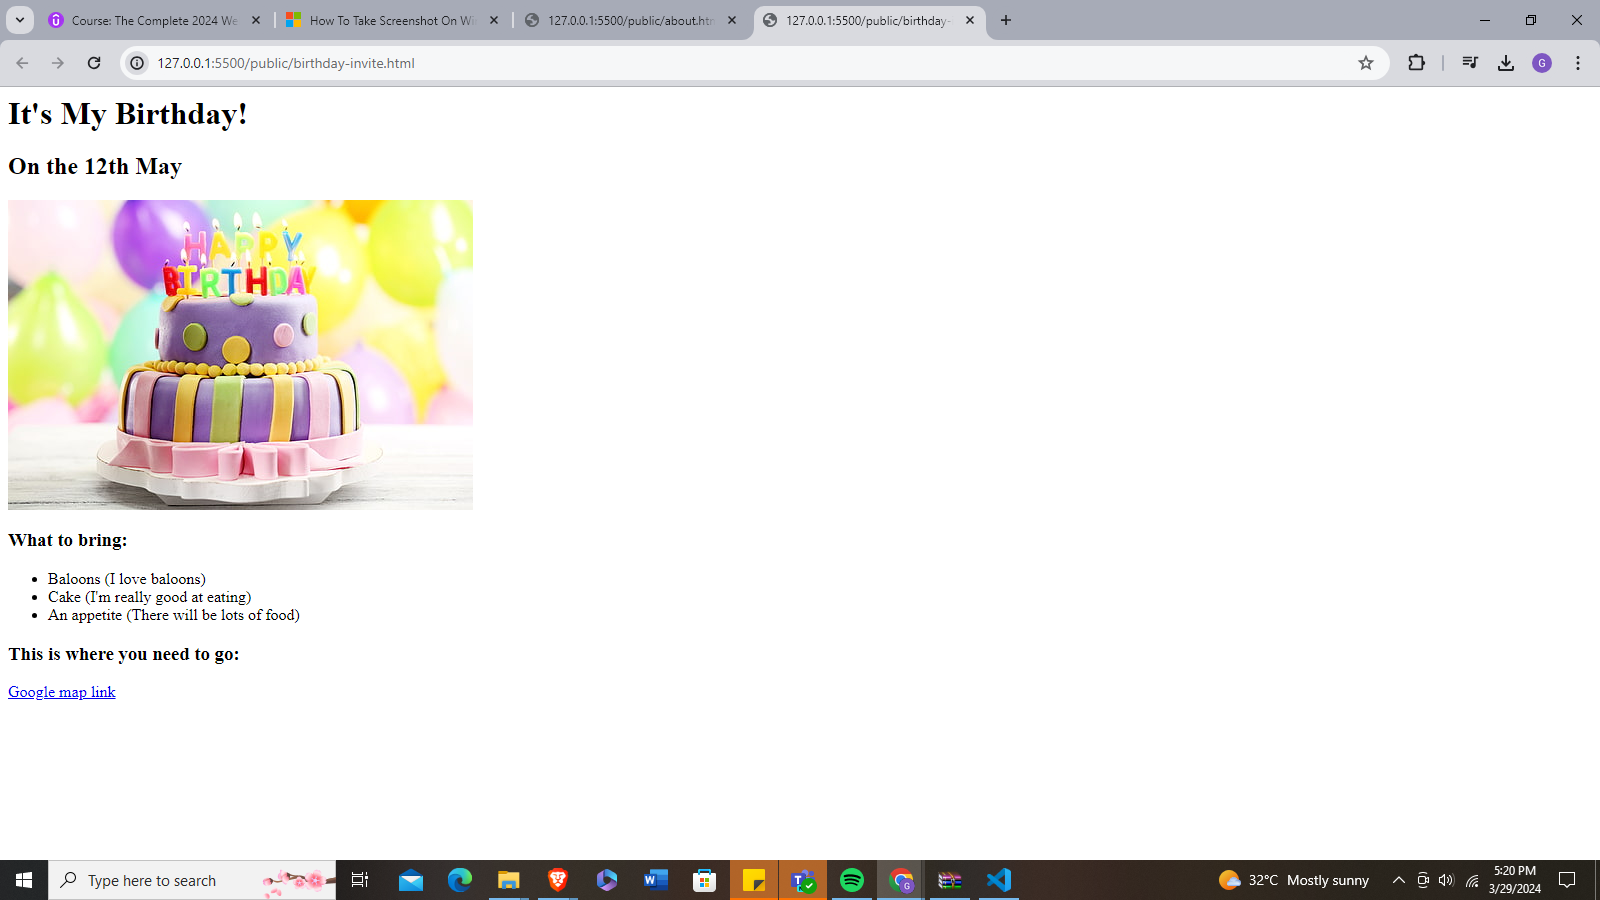 Course: The Complete 2024 We
How To Take Screenshot On Wi
127.0.0.1:5500/public/about.htm
127.0.0.1:5500/public/birthday-
127.0.0.1:5500/public/birthday-invite.html
G
It's My Birthday!
On the 12th May
HAPPY
BIRTHDAY
What to bring:
Baloons (I love baloons)
Cake (I'm really good at eating)
An appetite (There will be lots of food)
This is where you need to go:
Google map link
Type here to search
32°C Mostly sunny
5:20 PM
3/29/2024